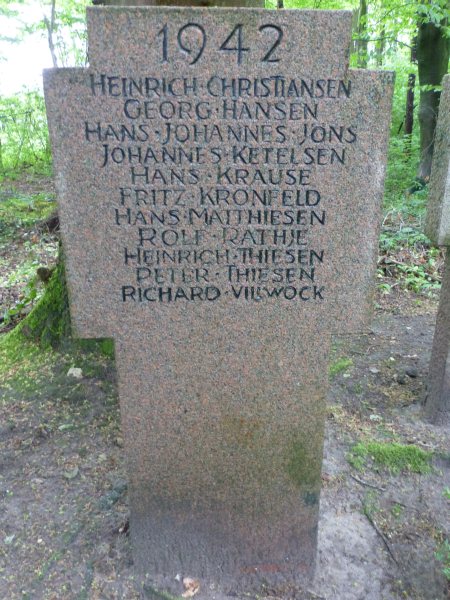 1942
HEINRICH·CHRISTIANSEN
GEORG·HANSEN
HANS·JOHANNES·JÖNS
JOHANNES·KETELSEN
HANS·KRAUSE
FRITZ·KRONFELD
HANS·MATTHIESEN
ROLF·RATHJE
HEINRICH·THIESEN
PETER·THIESEN
RICHARD·VILLWOCK